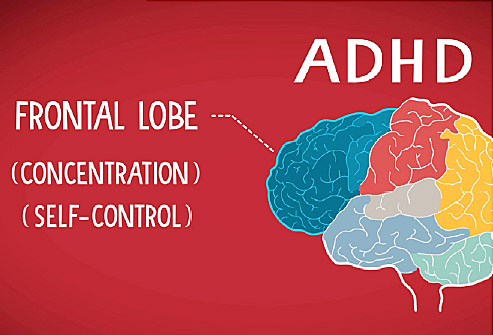 ADHD
FRONTAL LOBE
(CONCENTRATION)
(SELF-CONTROL)